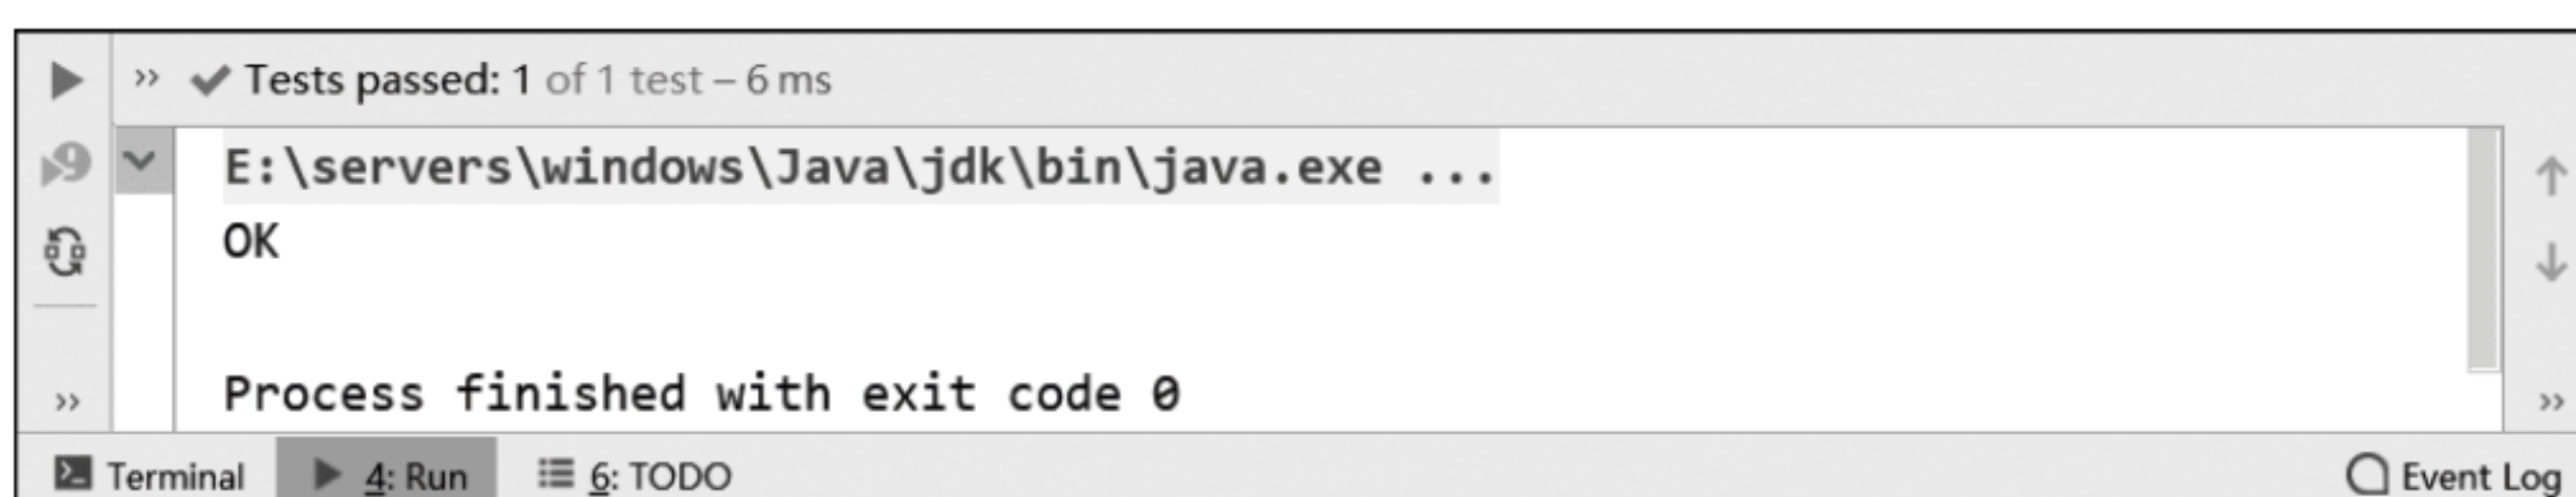 Tests passed: 1 of 1 test – 6 ms
E:\servers\windows\Java\jdk\bin\java.exe ...
OK
Process finished with exit code 0
Terminal 4: Run 6: TODO Event Log